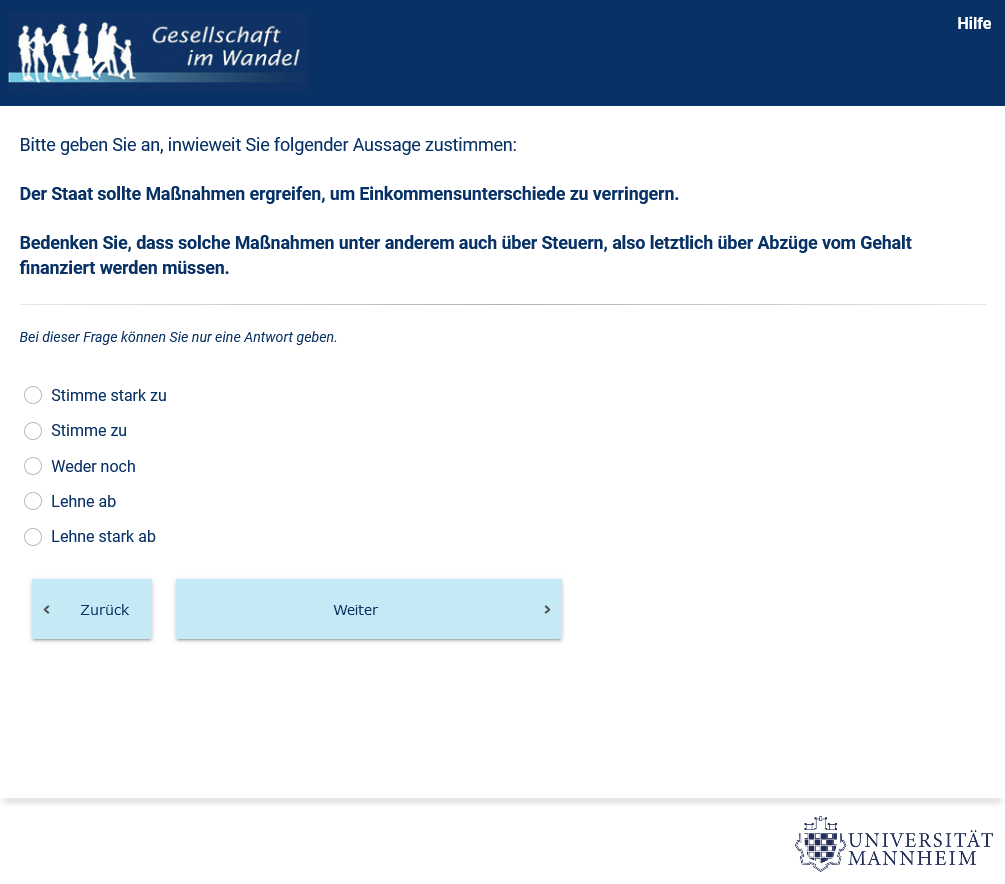 Gesellschaft
im Wandel
Hilfe
Bitte geben Sie an, inwieweit Sie folgender Aussage zustimmen:
Der Staat sollte Maßnahmen ergreifen, um Einkommensunterschiede zu verringern.
Bedenken Sie, dass solche Maßnahmen unter anderem auch über Steuern, also letztlich über Abzüge vom Gehalt
finanziert werden müssen.
Bei dieser Frage können Sie nur eine Antwort geben.
Stimme stark zu
Stimme zu
Weder noch
Lehne ab
Lehne stark ab
Zurück
Weiter
UNIVERSITÄT
MANNHEIM